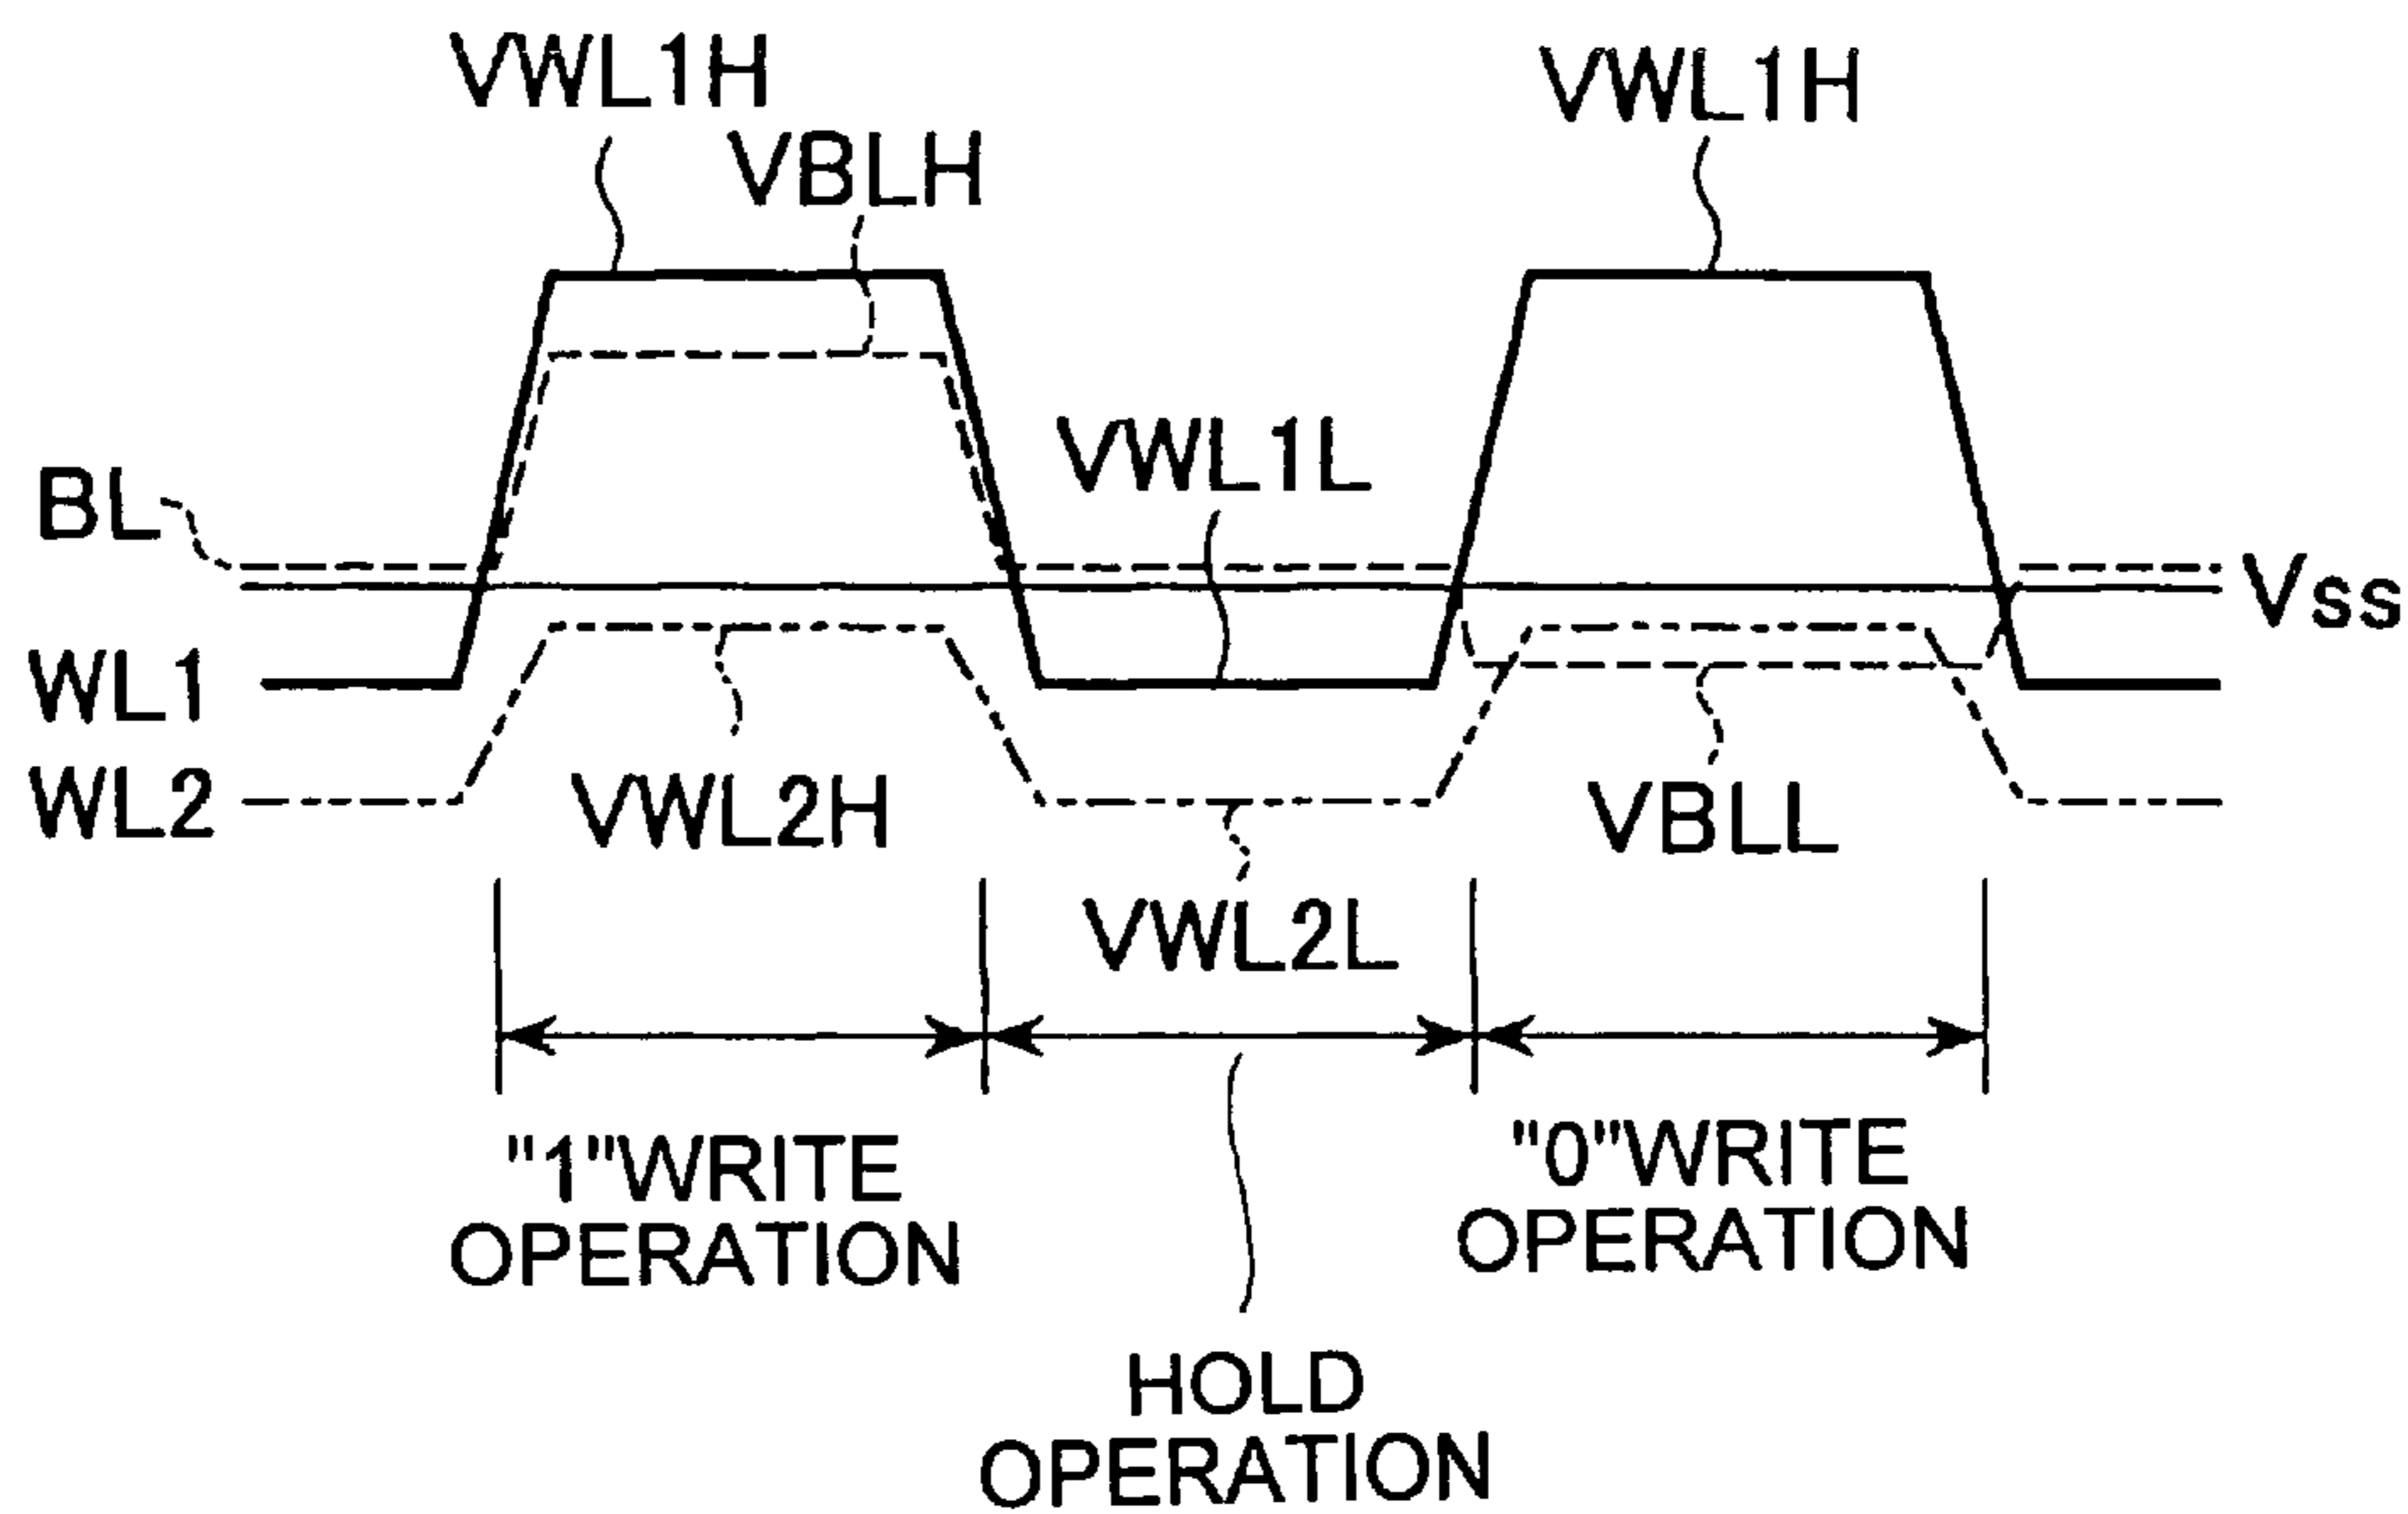 VWL1H
VWL1H
VBLH
VWL1L
BL
Vss
WL1
WL2
VWL2H
VBLL
VWL2L
"1"WRITE
OPERATION
"0"WRITE
OPERATION
HOLD
OPERATION